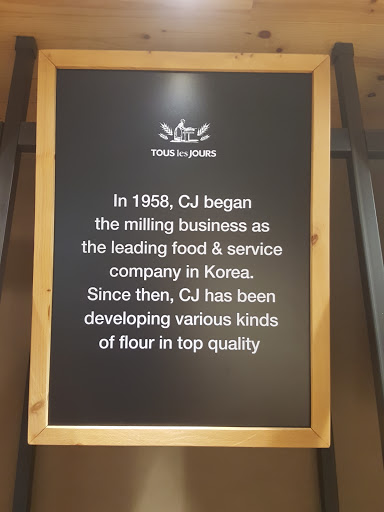 TOUS les JOURS
In 1958, CJ began
the milling business as
the leading food & service
company in Korea.
Since then, CJ has been
developing various kinds
of flour in top quality